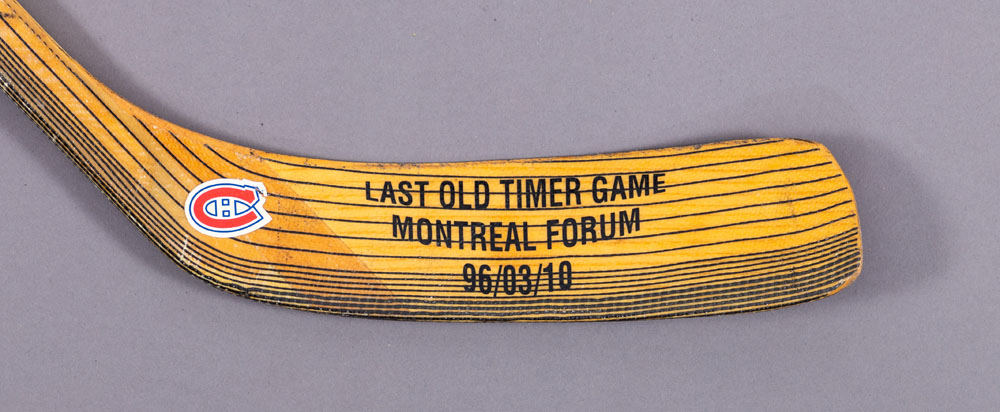 LAST OLD TIMER GAME
MONTREAL FORUM
96/03/10